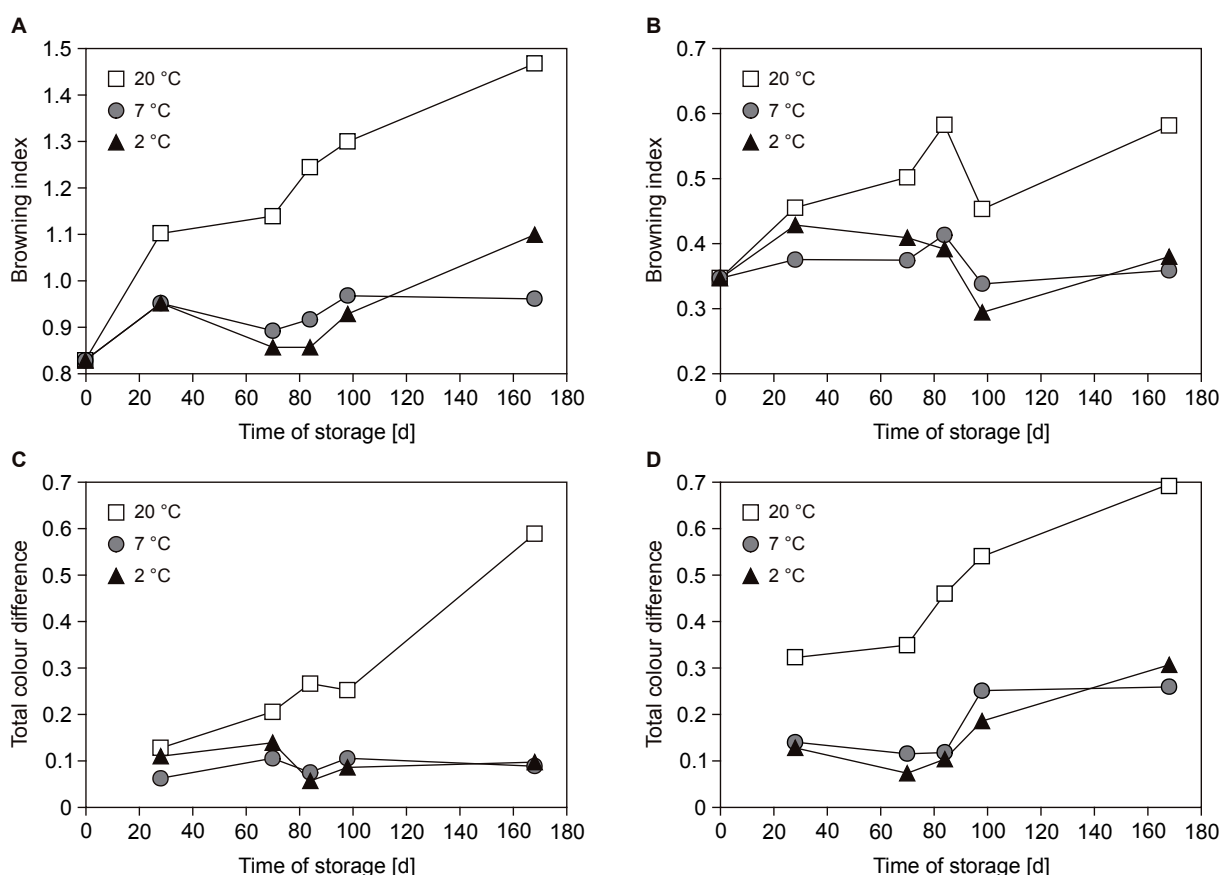 A
Browning index
1.5
1.4
1.3
1.2
1.1
1.0
0.9
0.8
20 °C
7 °C
2 °C
0 20 40 60 80 100 120 140 160 180
Time of storage [d]
B
Browning index
0.7
0.6
0.5
0.4
0.3
0.2
20 °C
7 °C
2 °C
0 20 40 60 80 100 120 140 160 180
Time of storage [d]
C
Total colour difference
0.7
0.6
0.5
0.4
0.3
0.2
0.1
0
20 °C
7 °C
2 °C
0 20 40 60 80 100 120 140 160 180
Time of storage [d]
D
Total colour difference
0.7
0.6
0.5
0.4
0.3
0.2
0.1
0
20 °C
7 °C
2 °C
0 20 40 60 80 100 120 140 160 180
Time of storage [d]